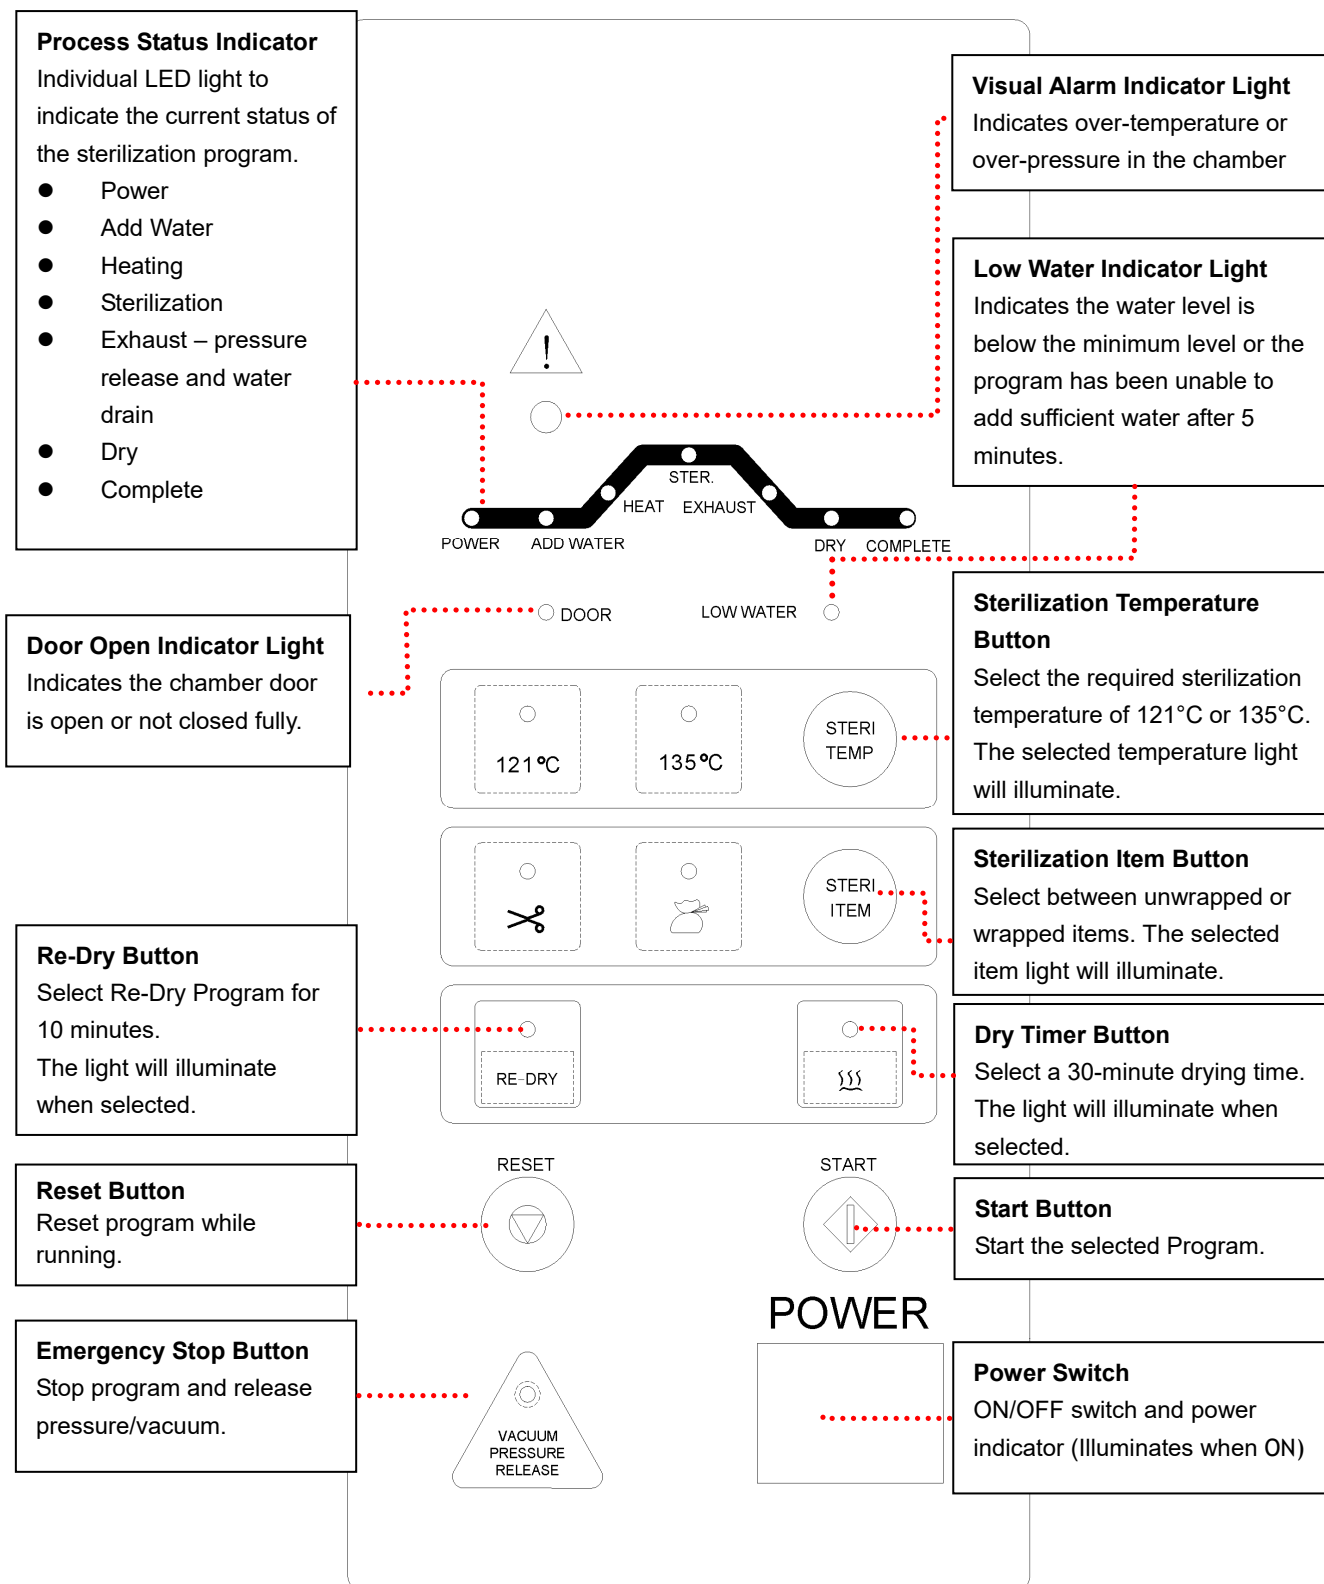 Process Status Indicator
Individual LED light to
indicate the current status of
the sterilization program.
● Power
● Add Water
● Heating
● Sterilization
● Exhaust – pressure
release and water
drain
● Dry
● Complete
Visual Alarm Indicator Light
Indicates over-temperature or
over-pressure in the chamber
Low Water Indicator Light
Indicates the water level is
below the minimum level or the
program has been unable to
add sufficient water after 5
minutes.
!
STER.
HEAT EXHAUST
POWER ADD WATER DRY COMPLETE
DOOR LOW WATER
Door Open Indicator Light
Indicates the chamber door
is open or not closed fully.
121°C 135°C STERI
TEMP
Sterilization Temperature
Button
Select the required sterilization
temperature of 121°C or 135°C.
The selected temperature light
will illuminate.
STERI
ITEM
Sterilization Item Button
Select between unwrapped or
wrapped items. The selected
item light will illuminate.
Re-Dry Button
Select Re-Dry Program for
10 minutes.
The light will illuminate
when selected.
RE-DRY
Dry Timer Button
Select a 30-minute drying time.
The light will illuminate when
selected.
RESET START
Reset Button
Reset program while
running.
Start Button
Start the selected Program.
POWER
Emergency Stop Button
Stop program and release
pressure/vacuum.
VACUUM
PRESSURE
RELEASE
Power Switch
ON/OFF switch and power
indicator (Illuminates when ON)